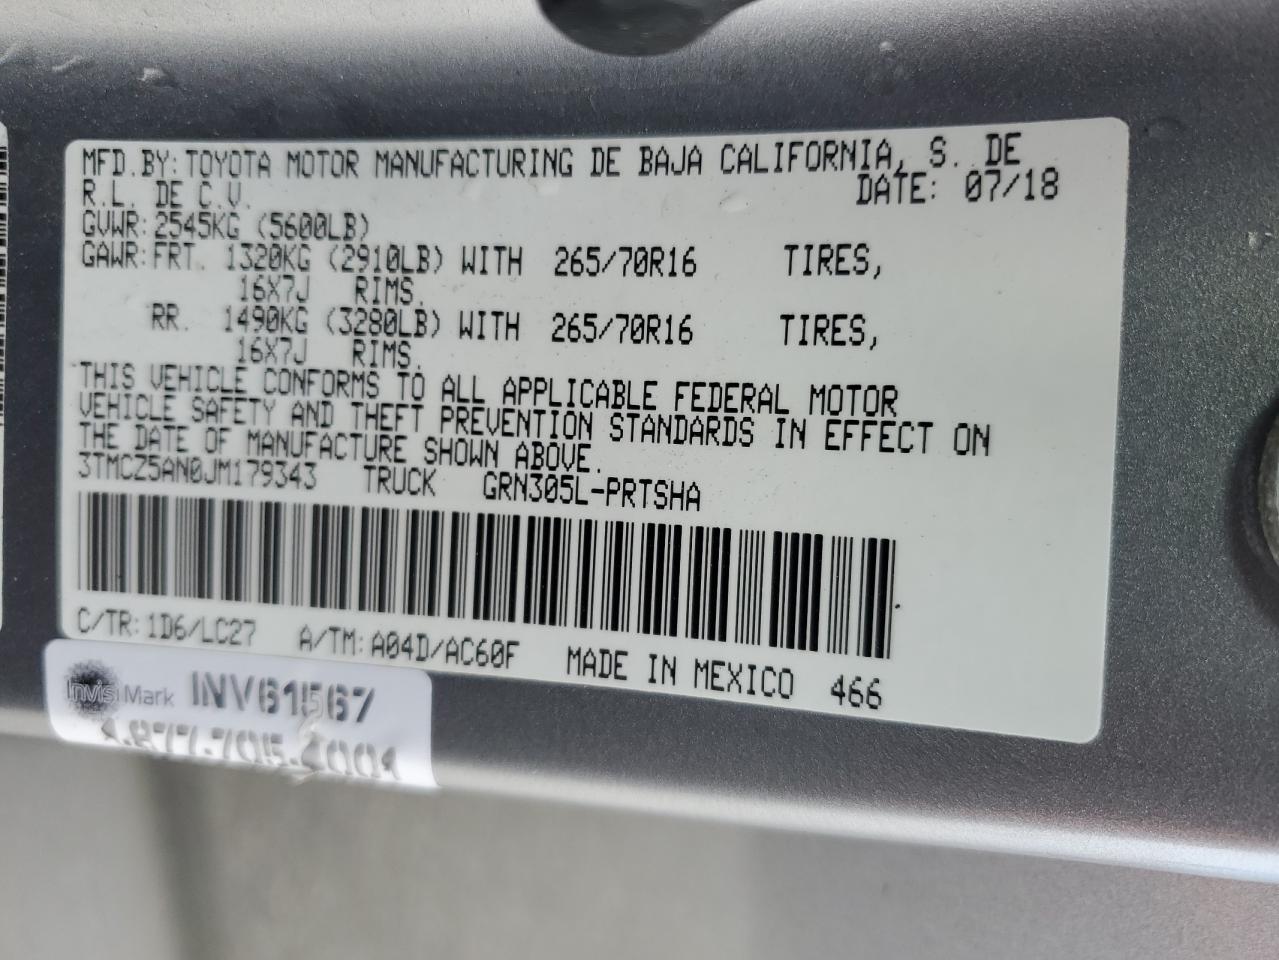 MFD.BY:TOYOTA MOTOR MANUFACTURING DE BAJA CALIFORNIA, S. DE
R.L. DE C.V. DATE: 07/18
GVWR:2545KG (5600LB)
GAWR:FRT. 1320KG (2910LB) WITH 265/70R16 TIRES,
16X7J RIMS.
RR. 1490KG (3280LB) WITH 265/70R16 TIRES,
16X7J RIMS.
THIS VEHICLE CONFORMS TO ALL APPLICABLE FEDERAL MOTOR
VEHICLE SAFETY AND THEFT PREVENTION STANDARDS IN EFFECT ON
THE DATE OF MANUFACTURE SHOWN ABOVE.
3TMCZ5AN0JM179343 TRUCK GRN305L-PRTSHA
C/TR:1D6/LC27 A/TM:A04D/AC60F MADE IN MEXICO 466
InvisiMark INV61567